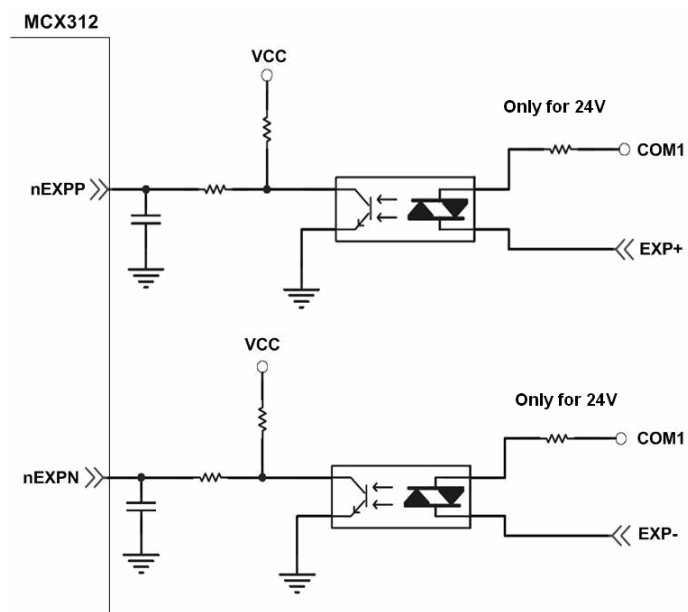 MCX312
VCC
Only for 24V
COM1
nEXPP
EXP+
VCC
Only for 24V
COM1
nEXPN
EXP-